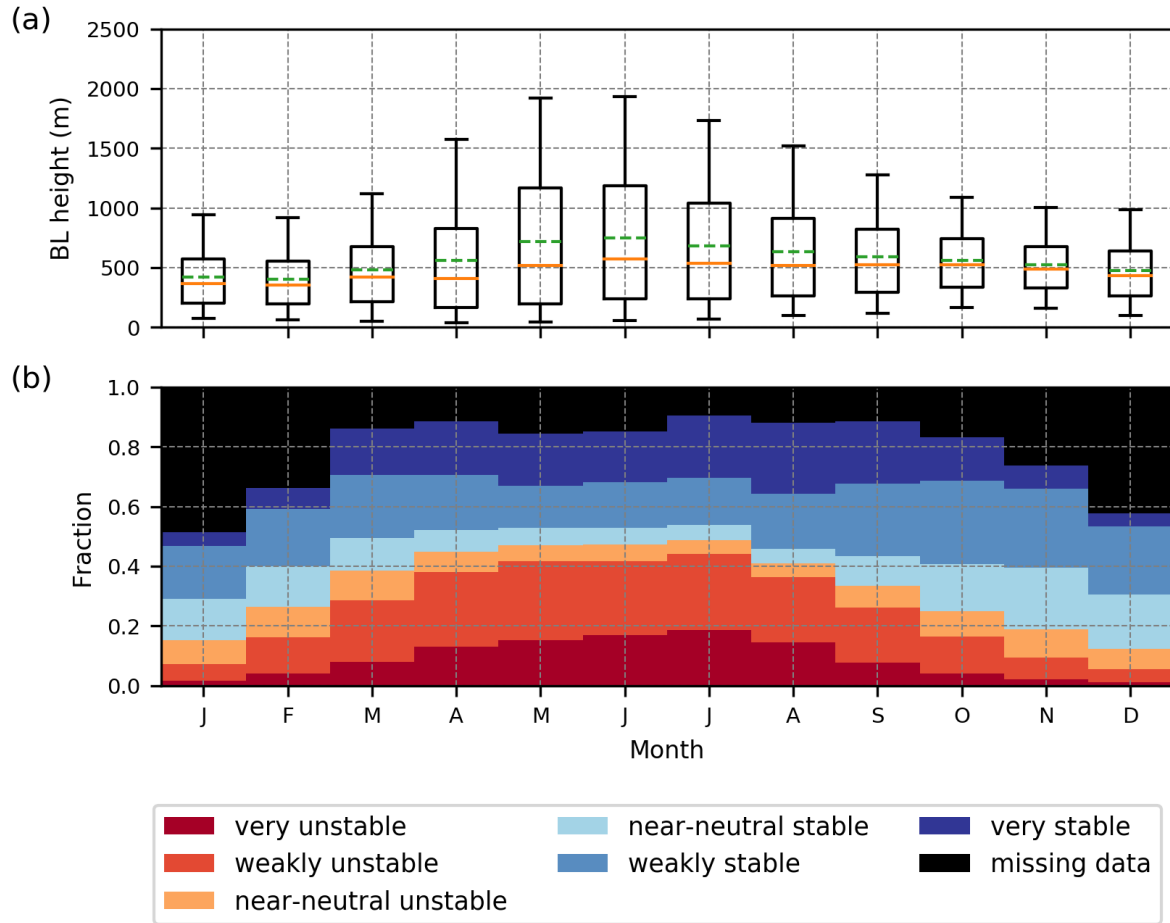 (a)
2500
2000
1500
1000
500
0
BL height (m)
(b)
1.0
0.8
0.6
0.4
0.2
0.0
Fraction
J F M A M J J A S O N D
Month
very unstable near-neutral stable very stable
weakly unstable weakly stable missing data
near-neutral unstable